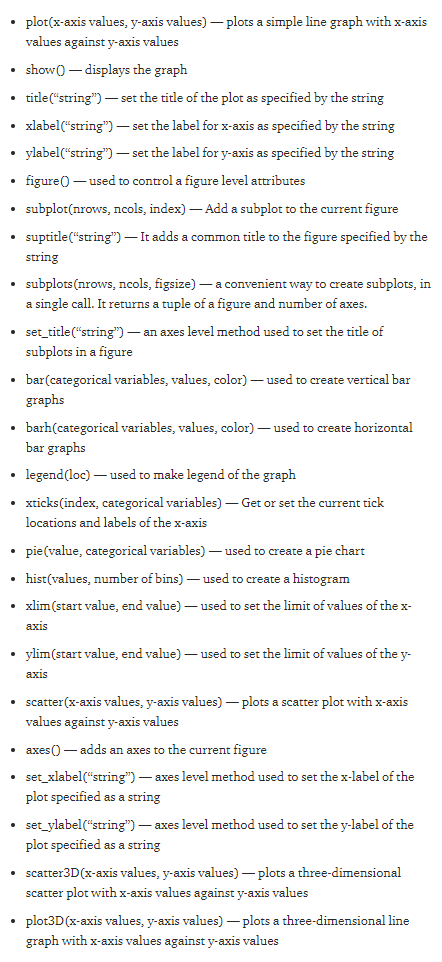 • plot(x-axis values, y-axis values) — plots a simple line graph with x-axis
values against y-axis values
• show() — displays the graph
• title(“string”) — set the title of the plot as specified by the string
• xlabel(“string”) — set the label for x-axis as specified by the string
• ylabel(“string”) — set the label for y-axis as specified by the string
• figure() — used to control a figure level attributes
• subplot(nrows, ncols, index) — Add a subplot to the current figure
• suptitle(“string”) — It adds a common title to the figure specified by the
string
• subplots(nrows, ncols, figsize) — a convenient way to create subplots, in
a single call. It returns a tuple of a figure and number of axes.
• set_title(“string”) — an axes level method used to set the title of
subplots in a figure
• bar(categorical variables, values, color) — used to create vertical bar
graphs
• barh(categorical variables, values, color) — used to create horizontal
bar graphs
• legend(loc) — used to make legend of the graph
• xticks(index, categorical variables) — Get or set the current tick
locations and labels of the x-axis
• pie(value, categorical variables) — used to create a pie chart
• hist(values, number of bins) — used to create a histogram
• xlim(start value, end value) — used to set the limit of values of the x-
axis
• ylim(start value, end value) — used to set the limit of values of the y-
axis
• scatter(x-axis values, y-axis values) — plots a scatter plot with x-axis
values against y-axis values
• axes() — adds an axes to the current figure
• set_xlabel(“string”) — axes level method used to set the x-label of the
plot specified as a string
• set_ylabel(“string”) — axes level method used to set the y-label of the
plot specified as a string
• scatter3D(x-axis values, y-axis values) — plots a three-dimensional
scatter plot with x-axis values against y-axis values
• plot3D(x-axis values, y-axis values) — plots a three-dimensional line
graph with x-axis values against y-axis values